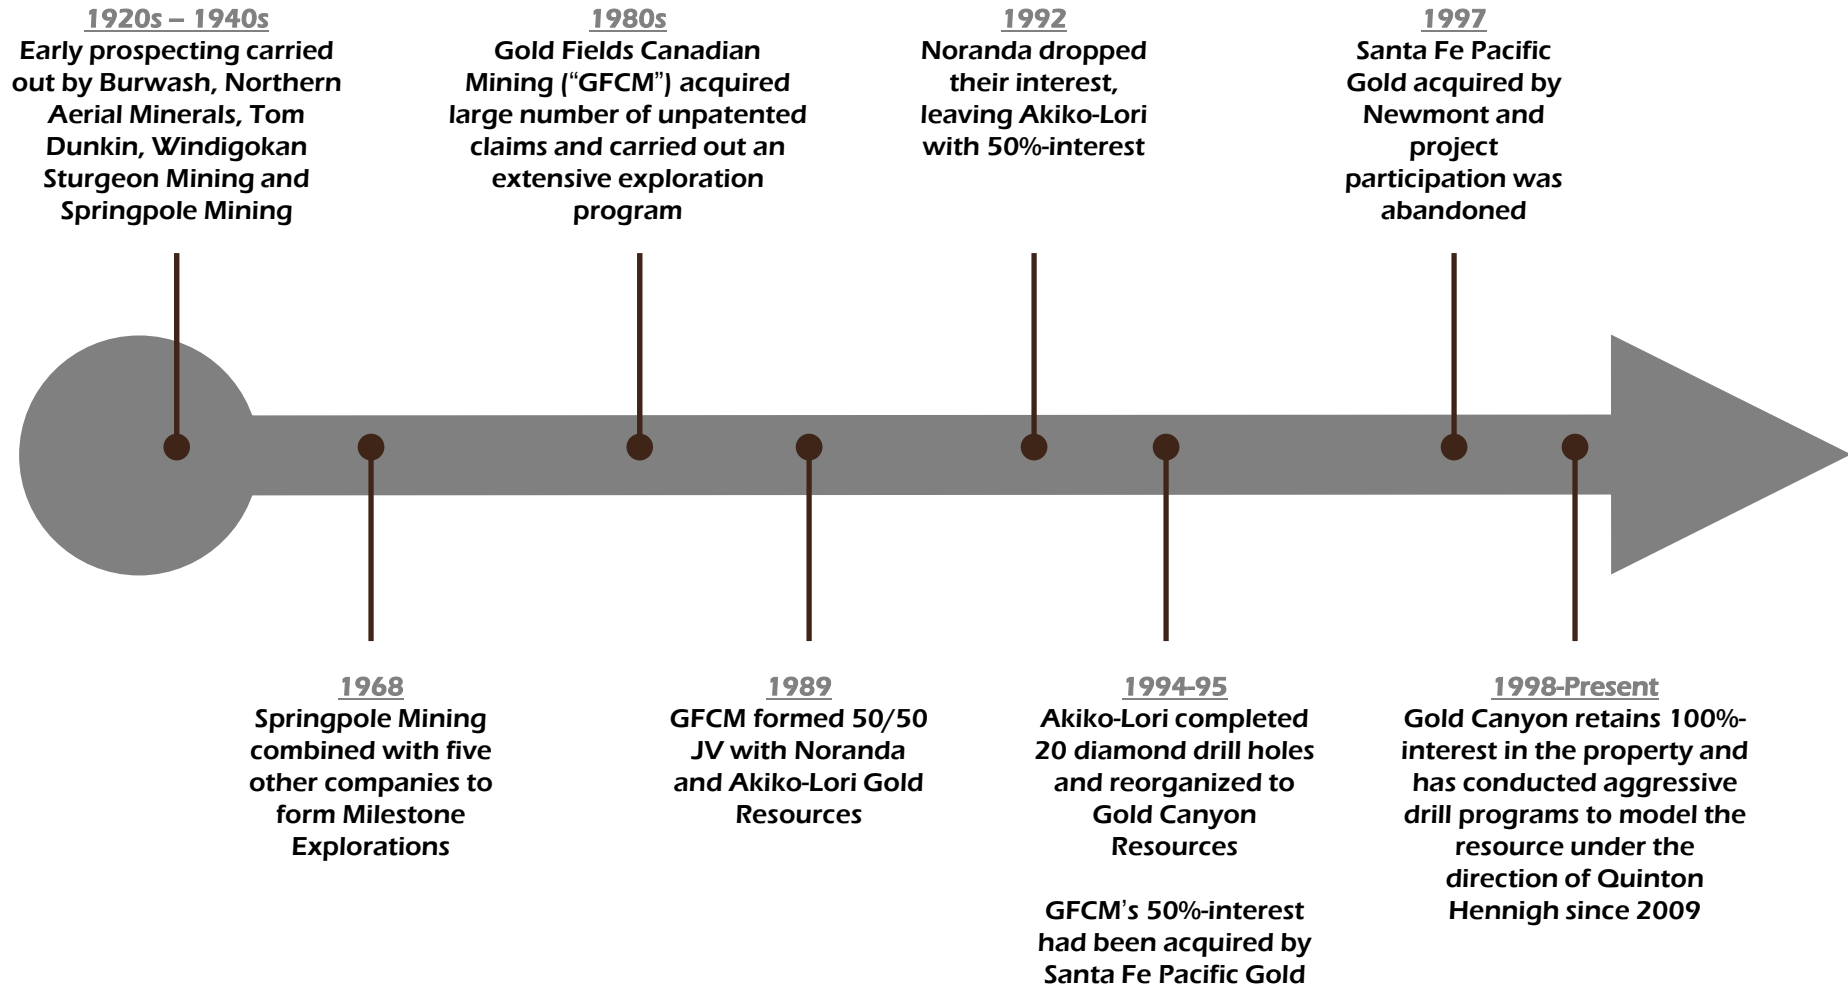 1920s – 1940s
Early prospecting carried
out by Burwash, Northern
Aerial Minerals, Tom
Dunkin, Windigokan
Sturgeon Mining and
Springpole Mining
1980s
Gold Fields Canadian
Mining (“GFCM”) acquired
large number of unpatented
claims and carried out an
extensive exploration
program
1992
Noranda dropped
their interest,
leaving Akiko-Lori
with 50%-interest
1997
Santa Fe Pacific
Gold acquired by
Newmont and
project
participation was
abandoned
1968
Springpole Mining
combined with five
other companies to
form Milestone
Explorations
1989
GFCM formed 50/50
JV with Noranda
and Akiko-Lori Gold
Resources
1994-95
Akiko-Lori completed
20 diamond drill holes
and reorganized to
Gold Canyon
Resources
GFCM’s 50%-interest
had been acquired by
Santa Fe Pacific Gold
1998-Present
Gold Canyon retains 100%-
interest in the property and
has conducted aggressive
drill programs to model the
resource under the
direction of Quinton
Hennigh since 2009